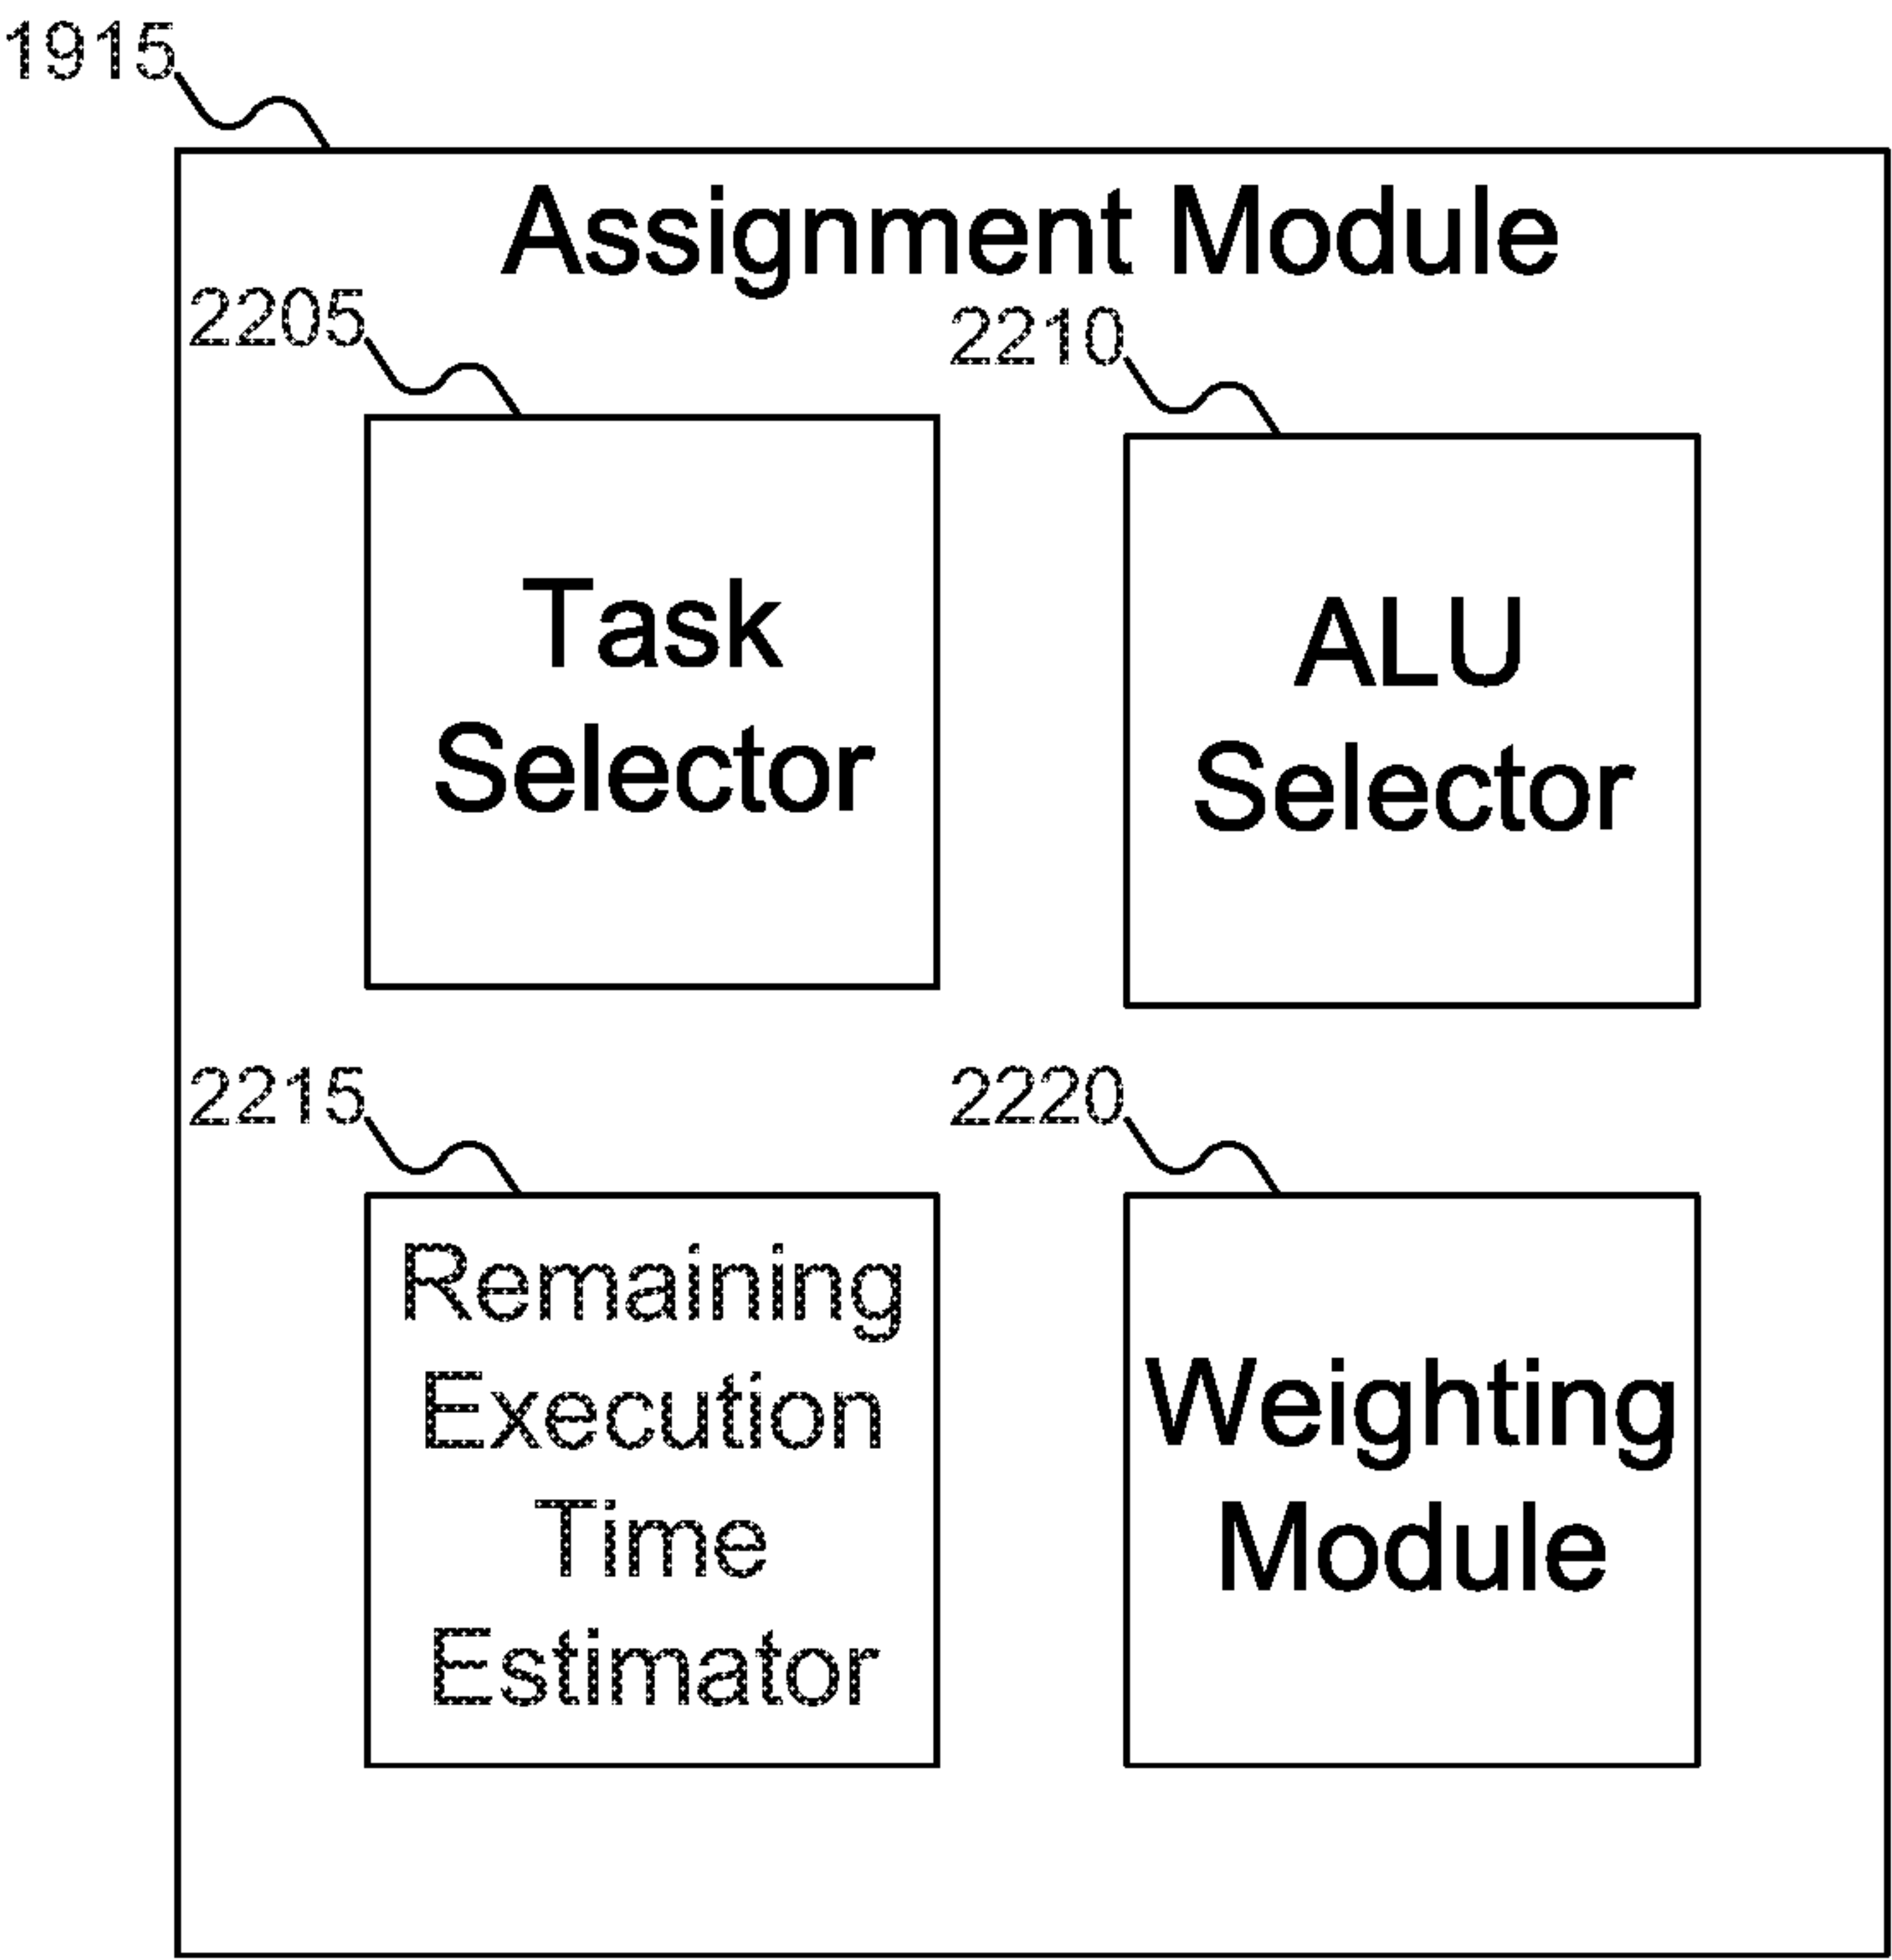 1915
Assignment Module
2205
2210
Task
Selector
ALU
Selector
2215
2220
Remaining
Execution
Time
Estimator
Weighting
Module